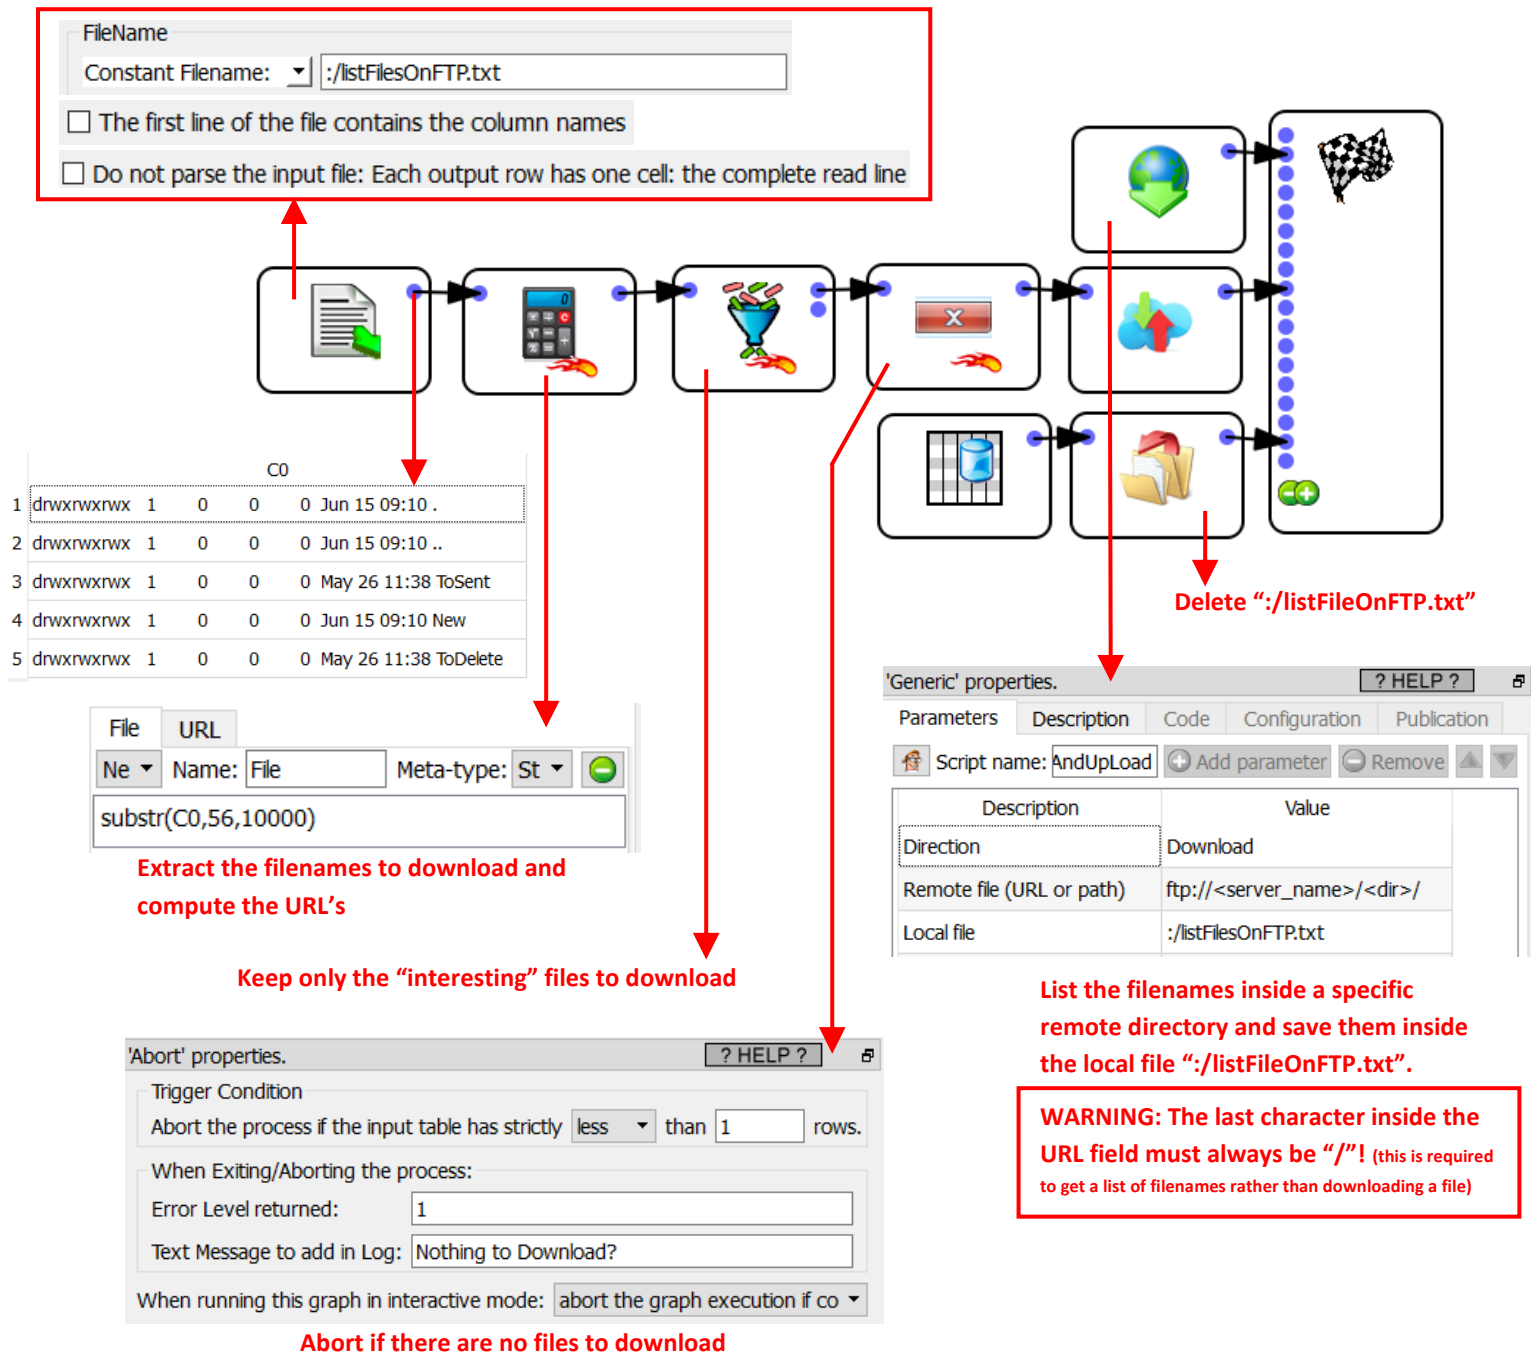 FileName
Constant Filename: :/listFilesOnFTP.txt
The first line of the file contains the column names
Do not parse the input file: Each output row has one cell: the complete read line
C0
1 drwxrwxrwx 1 0 0 0 Jun 15 09:10 .
2 drwxrwxrwx 1 0 0 0 Jun 15 09:10 ..
3 drwxrwxrwx 1 0 0 0 May 26 11:38 ToSent
4 drwxrwxrwx 1 0 0 0 Jun 15 09:10 New
5 drwxrwxrwx 1 0 0 0 May 26 11:38 ToDelete
Delete “:/listFileOnFTP.txt”
File URL
Ne Name: File Meta-type: St
substr(C0,56,10000)
Extract the filenames to download and
compute the URL’s
Keep only the “interesting” files to download
'Generic' properties. ? HELP ?
Parameters Description Code Configuration Publication
Script name: AndUpLoad Add parameter Remove
Description Value
Direction Download
Remote file (URL or path) ftp://<server_name>/<dir>/
Local file :/listFilesOnFTP.txt
List the filenames inside a specific
remote directory and save them inside
the local file “:/listFileOnFTP.txt”.
WARNING: The last character inside the
URL field must always be “/”! (this is required
to get a list of filenames rather than downloading a file)
'Abort' properties. ? HELP ?
Trigger Condition
Abort the process if the input table has strictly less than 1 rows.
When Exiting/Aborting the process:
Error Level returned: 1
Text Message to add in Log: Nothing to Download?
When running this graph in interactive mode: abort the graph execution if co
Abort if there are no files to download